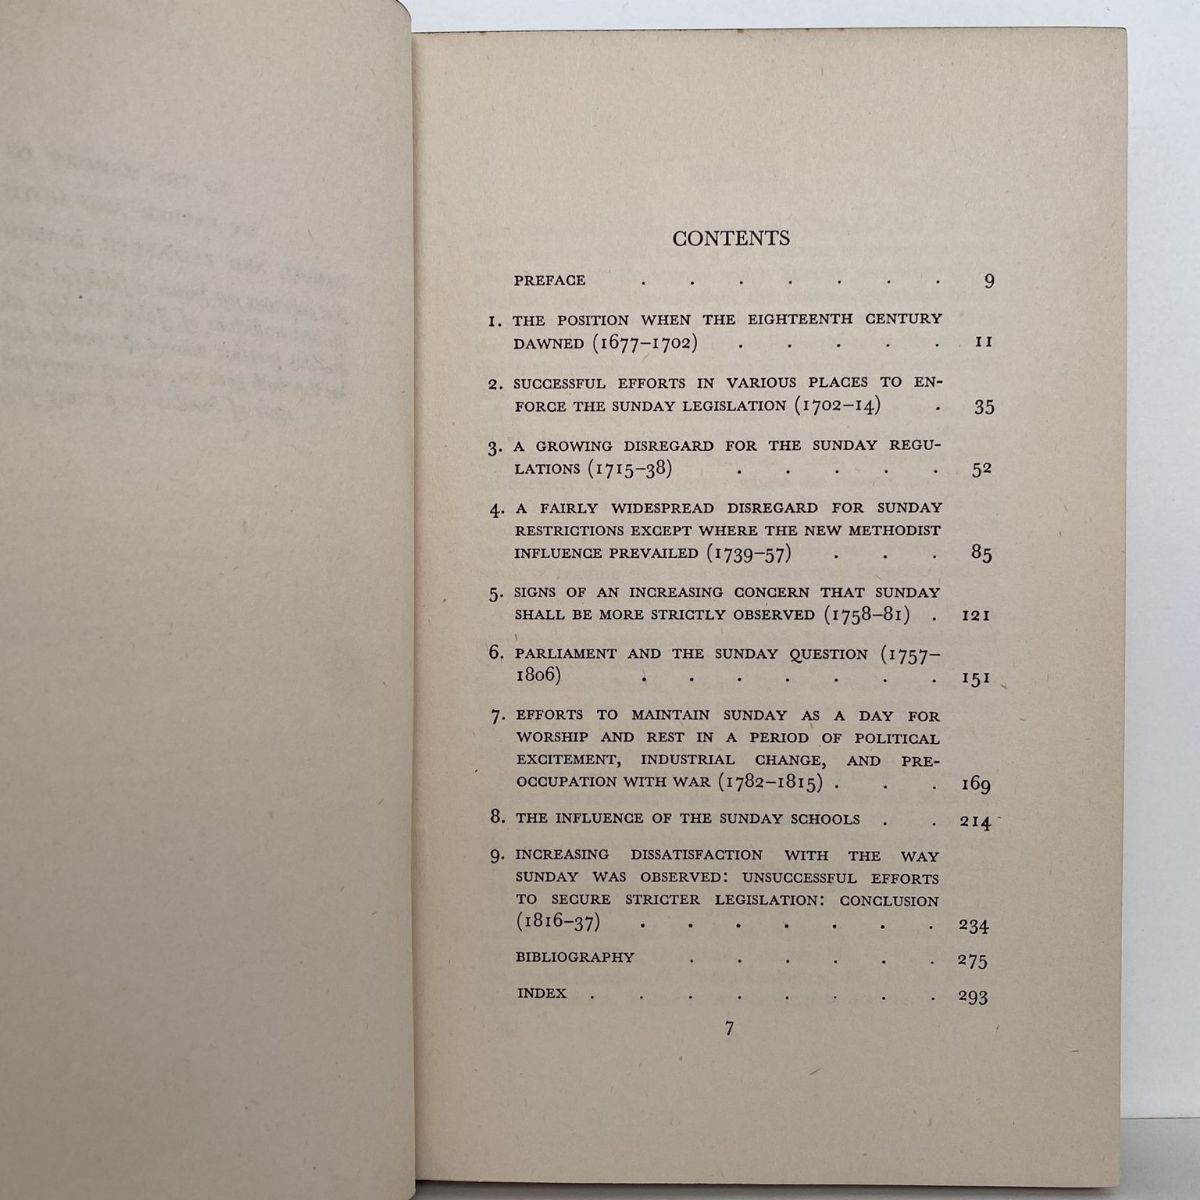 CONTENTS
PREFACE . . . . . . . 9
1. THE POSITION WHEN THE EIGHTEENTH CENTURY
DAWNED (1677–1702) . . . . . 11
2. SUCCESSFUL EFFORTS IN VARIOUS PLACES TO EN-
FORCE THE SUNDAY LEGISLATION (1702–14) . 35
3. A GROWING DISREGARD FOR THE SUNDAY REGU-
LATIONS (1715–38) . . . . . 52
4. A FAIRLY WIDESPREAD DISREGARD FOR SUNDAY
RESTRICTIONS EXCEPT WHERE THE NEW METHODIST
INFLUENCE PREVAILED (1739–57) . . . 85
5. SIGNS OF AN INCREASING CONCERN THAT SUNDAY
SHALL BE MORE STRICTLY OBSERVED (1758–81) . 121
6. PARLIAMENT AND THE SUNDAY QUESTION (1757–
1806) . . . . . . . 151
7. EFFORTS TO MAINTAIN SUNDAY AS A DAY FOR
WORSHIP AND REST IN A PERIOD OF POLITICAL
EXCITEMENT, INDUSTRIAL CHANGE, AND PRE-
OCCUPATION WITH WAR (1782–1815) . . . 169
8. THE INFLUENCE OF THE SUNDAY SCHOOLS . . 214
9. INCREASING DISSATISFACTION WITH THE WAY
SUNDAY WAS OBSERVED: UNSUCCESSFUL EFFORTS
TO SECURE STRICTER LEGISLATION: CONCLUSION
(1816–37) . . . . . . . 234
BIBLIOGRAPHY . . . . . . 275
INDEX . . . . . . . . 293
7